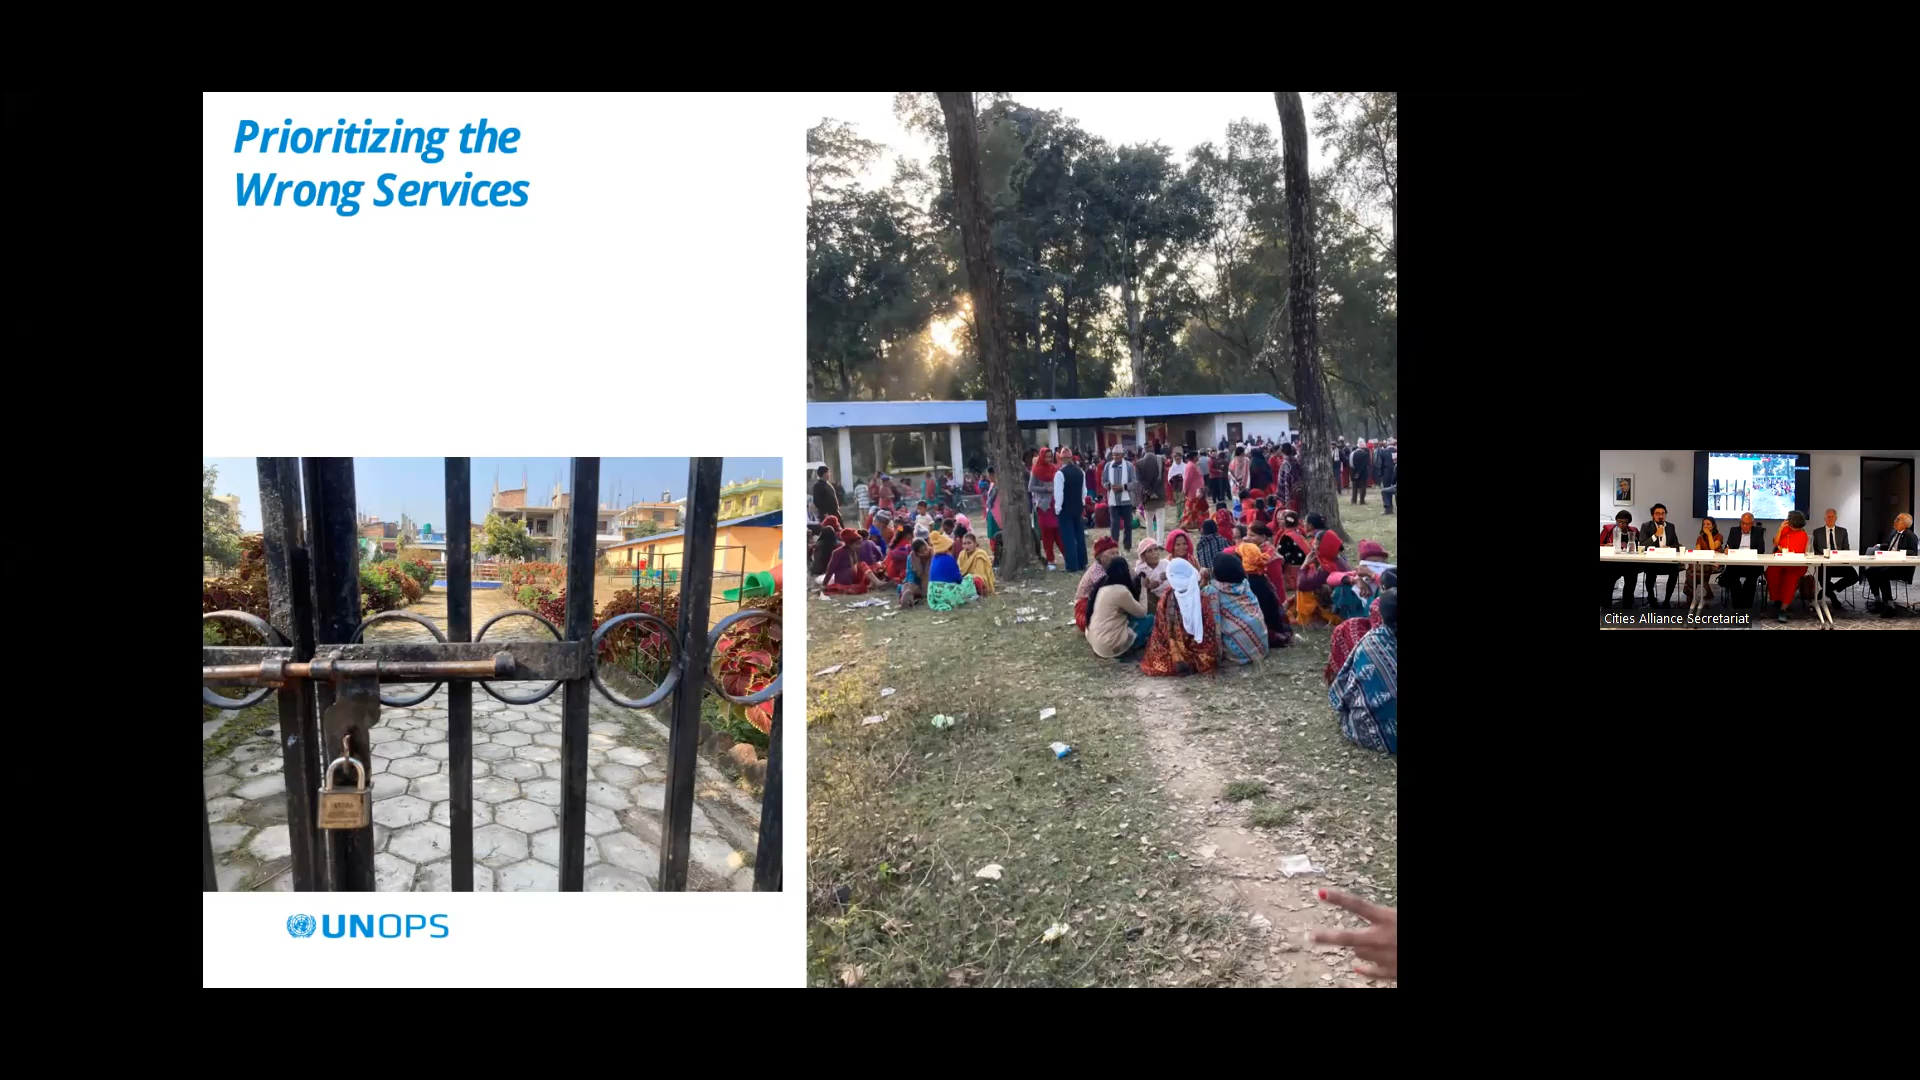 Prioritizing the
Wrong Services
UNOPS
Cities Alliance Secretariat